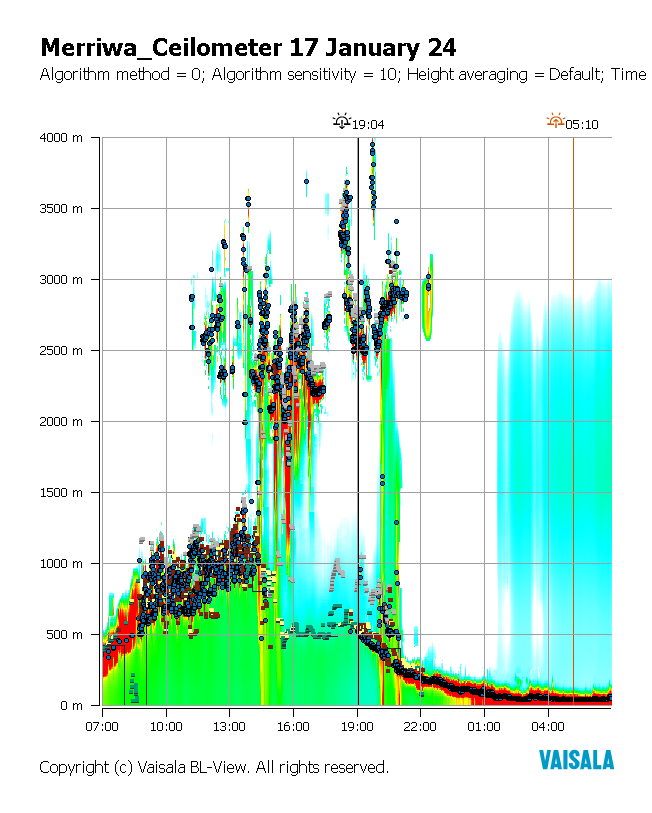 Merriwa_Ceilometer 17 January 24
Algorithm method = 0; Algorithm sensitivity = 10; Height averaging = Default; Time
19:04
05:10
4000 m
3500 m
3000 m
2500 m
2000 m
1500 m
1000 m
500 m
0 m
07:00 10:00 13:00 16:00 19:00 22:00 01:00 04:00
Copyright (c) Vaisala BL-View. All rights reserved.
VAISALA